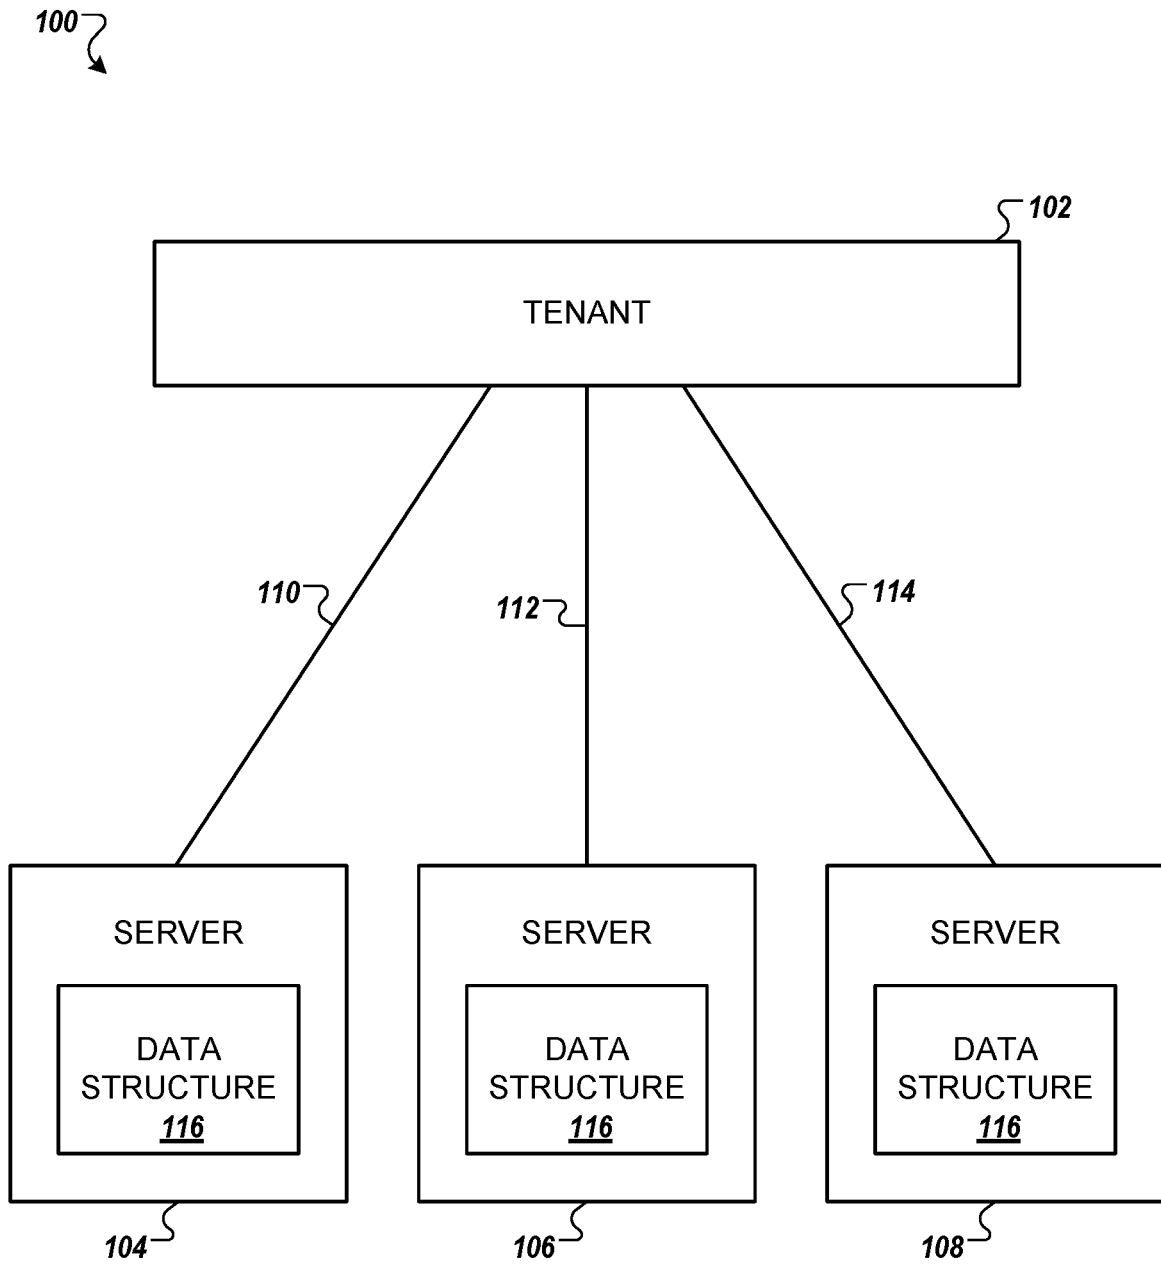 100
102
TENANT
110
112
114
SERVER
SERVER
SERVER
DATA
STRUCTURE
116
DATA
STRUCTURE
116
DATA
STRUCTURE
116
104
106
108